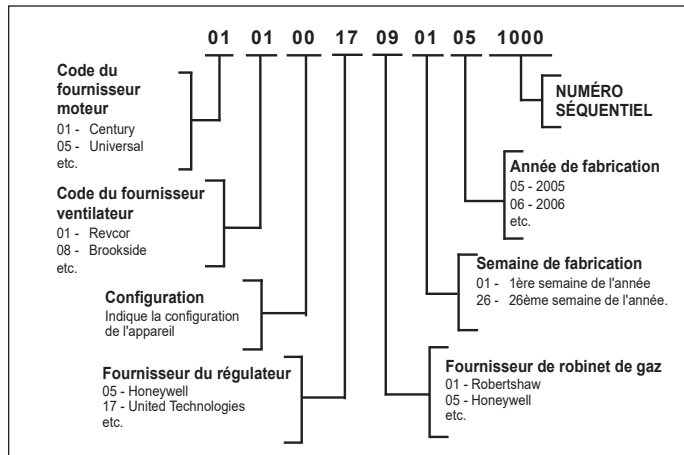 01 01 00 17 09 01 05 1000
Code du
fournisseur
moteur
01 - Century
05 - Universal
etc.
NUMÉRO
SÉQUENTIEL
Code du fournisseur
ventilateur
01 - Revcor
08 - Brookside
etc.
Année de fabrication
05 - 2005
06 - 2006
etc.
Configuration
Indique la configuration
de l'appareil
Semaine de fabrication
01 - 1ère semaine de l'année
26 - 26ème semaine de l'année.
Fournisseur du régulateur
05 - Honeywell
17 - United Technologies
etc.
Fournisseur de robinet de gaz
01 - Robertshaw
05 - Honeywell
etc.